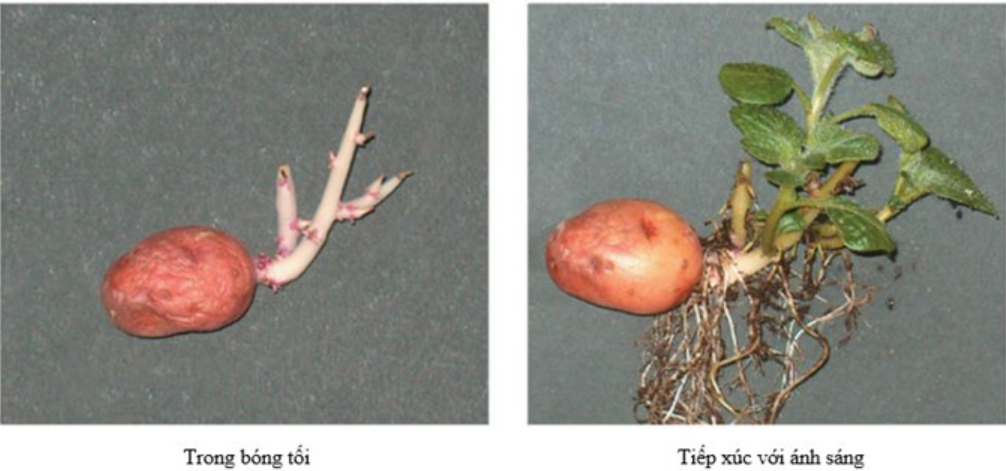 Trong bóng tối
Tiếp xúc với ánh sáng